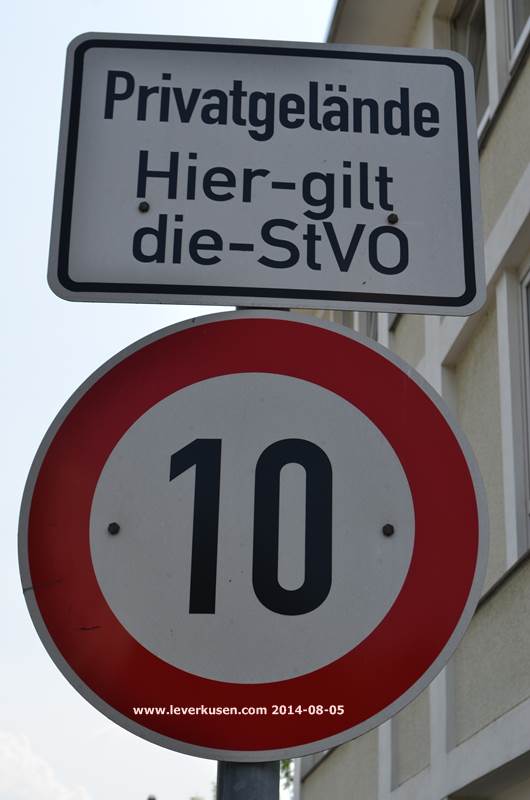 Privatgelände
Hier-gilt
die-StVO
10
www.leverkusen.com 2014-08-05